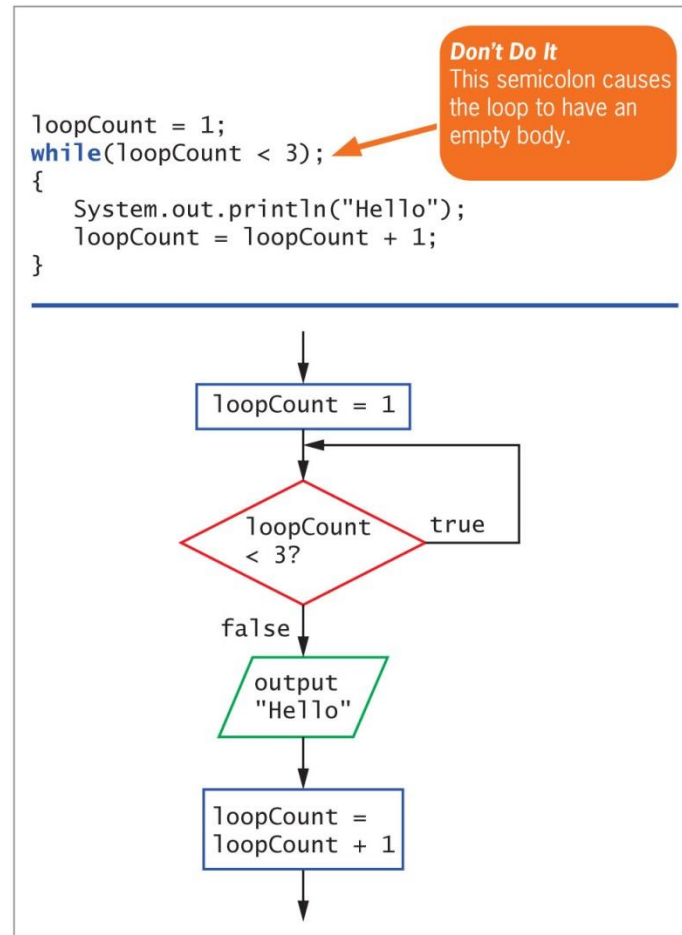 Don't Do It
This semicolon causes
the loop to have an
empty body.
loopCount = 1;
while(loopCount < 3);
{
   System.out.println("Hello");
   loopCount = loopCount + 1;
}
loopCount = 1
loopCount
< 3?
true
false
output
"Hello"
loopCount =
loopCount + 1